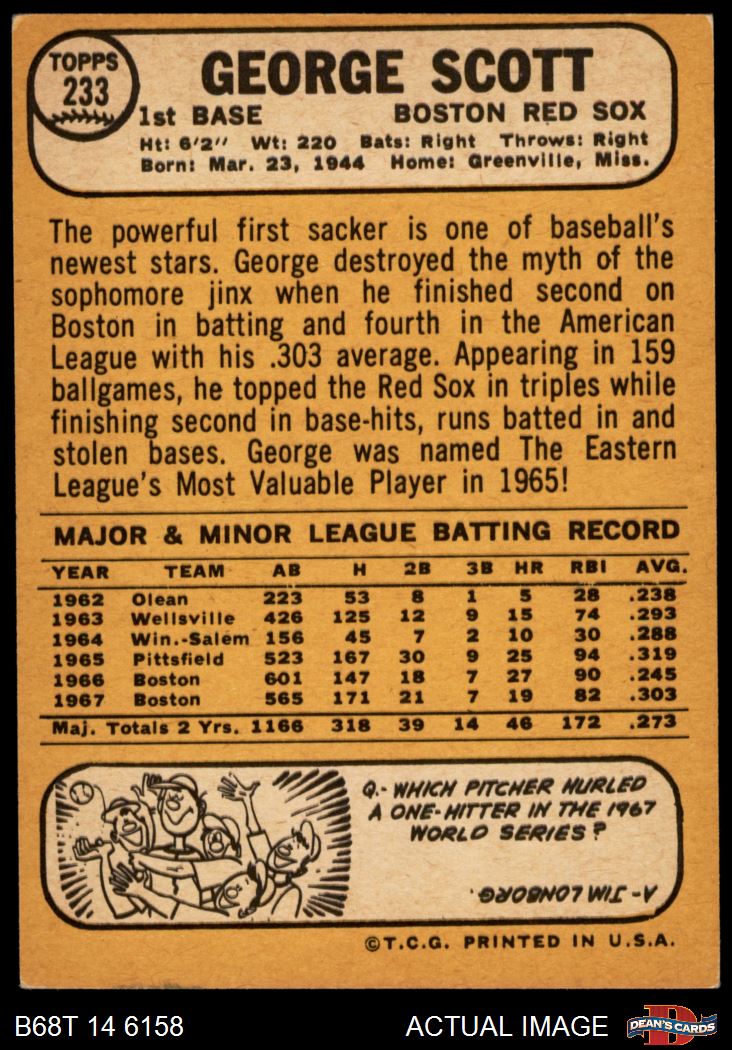 TOPPS
233
GEORGE SCOTT
1st BASE BOSTON RED SOX
Ht: 6'2" Wt: 220 Bats: Right Throws: Right
Born: Mar. 23, 1944 Home: Greenville, Miss.
The powerful first sacker is one of baseball's
newest stars. George destroyed the myth of the
sophomore jinx when he finished second on
Boston in batting and fourth in the American
League with his .303 average. Appearing in 159
ballgames, he topped the Red Sox in triples while
finishing second in base-hits, runs batted in and
stolen bases. George was named The Eastern
League's Most Valuable Player in 1965!
MAJOR & MINOR LEAGUE BATTING RECORD
YEAR TEAM AB H 2B 3B HR RBI AVG.
1962 Olean 223 53 8 1 5 28 .238
1963 Wellsville 426 125 12 9 15 74 .293
1964 Win.-Salem 156 45 7 2 10 30 .288
1965 Pittsfield 523 167 30 9 25 94 .319
1966 Boston 601 147 18 7 27 90 .245
1967 Boston 565 171 21 7 19 82 .303
Maj. Totals 2 Yrs. 1166 318 39 14 46 172 .273
Q.- WHICH PITCHER HURLED
A ONE-HITTER IN THE 1967
WORLD SERIES?
A- JIM LONBORG.
©T.C.G. PRINTED IN U.S.A.
B68T 14 6158 ACTUAL IMAGE D DEAN'S CARDS